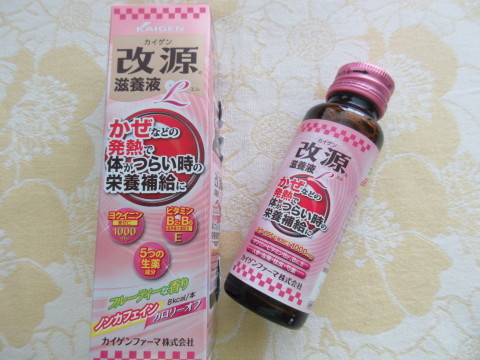 KAIGEN
カイゲン
改源
滋養液
L
かぜなどの
発熱で
体がつらい時の
栄養補給に
ヨクイニン
1000
ビタミン
E
5つの
生薬
成分
フルーティーな香り
8kcal/本
ノンカフェイン
カロリーオフ
カイゲンファーマ株式会社
カイゲン
改源
滋養液
L
かぜなどの
発熱で
体がつらい時の
栄養補給に
カイゲンファーマ株式会社